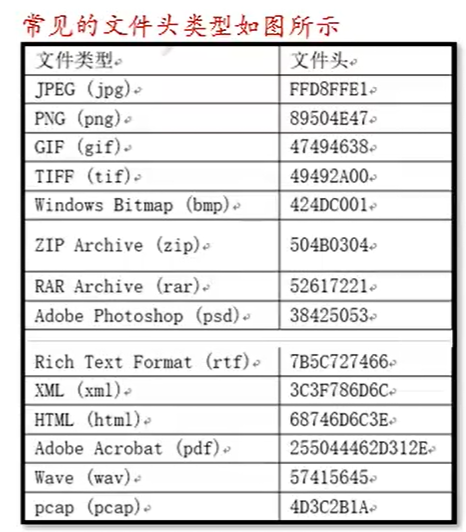 常见的文件头类型如图所示
文件类型 文件头
JPEG (jpg) FFD8FFE1
PNG (png) 89504E47
GIF (gif) 47494638
TIFF (tif) 49492A00
Windows Bitmap (bmp) 424DC001
ZIP Archive (zip) 504B0304
RAR Archive (rar) 52617221
Adobe Photoshop (psd) 38425053
Rich Text Format (rtf) 7B5C727466
XML (xml) 3C3F786D6C
HTML (html) 68746D6C3E
Adobe Acrobat (pdf) 255044462D312E
Wave (wav) 57415645
pcap (pcap) 4D3C2B1A